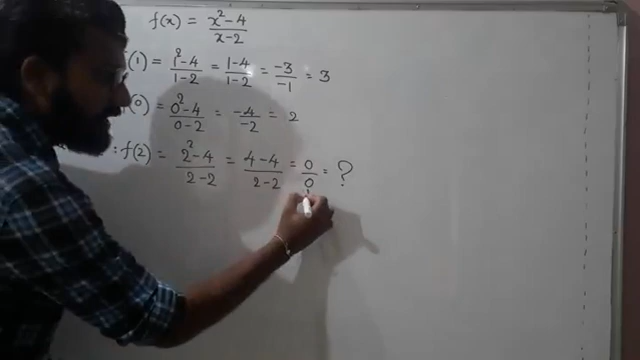 f(x) = x²-4 / x-2
(1) = 1²-4 / 1-2 = 1-4 / 1-2 = -3 / -1 = 3
(0) = 0²-4 / 0-2 = -4 / -2 = 2
: f(2) = 2²-4 / 2-2 = 4-4 / 2-2 = 0 / 0 = ?